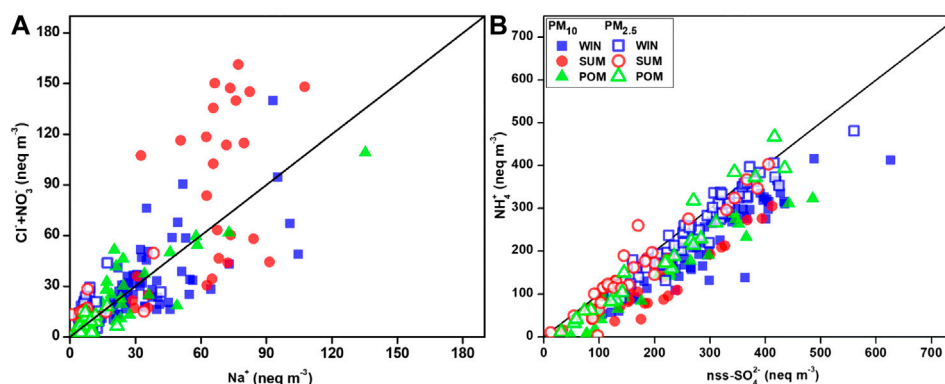 A
Cl⁻+NO₃⁻ (neq m⁻³)
180
150
120
90
60
30
0
0 30 60 90 120 150 180
Na⁺ (neq m⁻³)
B
PM₁₀ PM₂.₅
WIN WIN
SUM SUM
POM POM
NH₄⁺ (neq m⁻³)
700
600
500
400
300
200
100
0
0 100 200 300 400 500 600 700
nss-SO₄²⁻ (neq m⁻³)